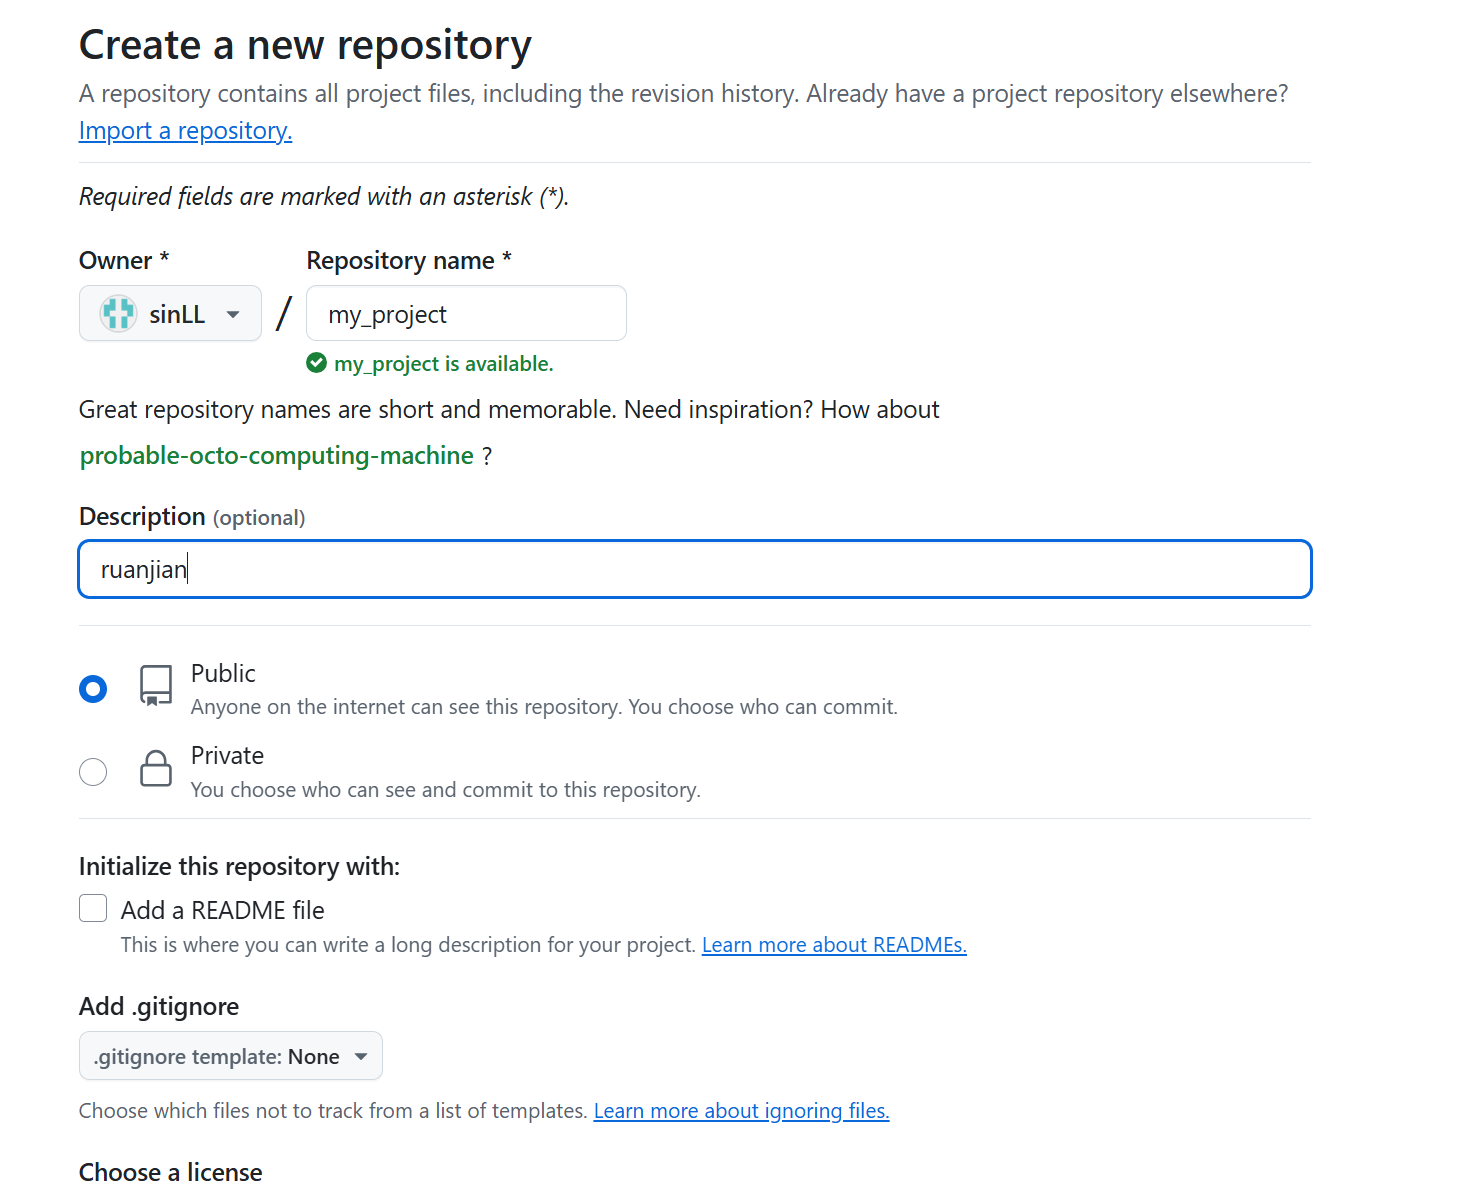 Create a new repository
A repository contains all project files, including the revision history. Already have a project repository elsewhere?
Import a repository.
Required fields are marked with an asterisk (*).
Owner * Repository name *
sinLL / my_project
my_project is available.
Great repository names are short and memorable. Need inspiration? How about
probable-octo-computing-machine ?
Description (optional)
ruanjian
Public
Anyone on the internet can see this repository. You choose who can commit.
Private
You choose who can see and commit to this repository.
Initialize this repository with:
Add a README file
This is where you can write a long description for your project. Learn more about READMEs.
Add .gitignore
.gitignore template: None
Choose which files not to track from a list of templates. Learn more about ignoring files.
Choose a license